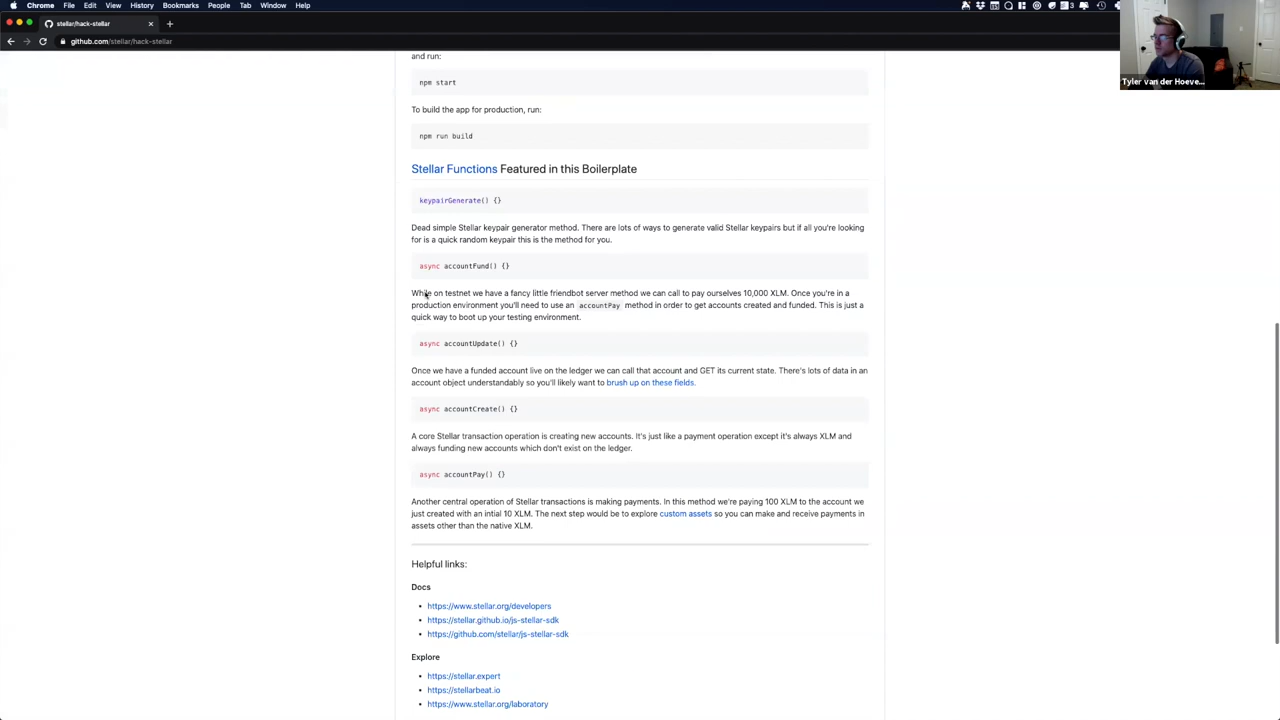 Chrome File Edit View History Bookmarks People Tab Window Help
stellar/hack-stellar
github.com/stellar/hack-stellar
Tyler van der Hoeve...
and run:
npm start
To build the app for production, run:
npm run build
Stellar Functions Featured in this Boilerplate
keypairGenerate() {}
Dead simple Stellar keypair generator method. There are lots of ways to generate valid Stellar keypairs but if all you're looking
for is a quick random keypair this is the method for you.
async accountFund() {}
While on testnet we have a fancy little friendbot server method we can call to pay ourselves 10,000 XLM. Once you're in a
production environment you'll need to use an accountPay method in order to get accounts created and funded. This is just a
quick way to boot up your testing environment.
async accountUpdate() {}
Once we have a funded account live on the ledger we can call that account and GET its current state. There's lots of data in an
account object understandably so you'll likely want to brush up on these fields.
async accountCreate() {}
A core Stellar transaction operation is creating new accounts. It's just like a payment operation except it's always XLM and
always funding new accounts which don't exist on the ledger.
async accountPay() {}
Another central operation of Stellar transactions is making payments. In this method we're paying 100 XLM to the account we
just created with an intial 10 XLM. The next step would be to explore custom assets so you can make and receive payments in
assets other than the native XLM.
Helpful links:
Docs
• https://www.stellar.org/developers
• https://stellar.github.io/js-stellar-sdk
• https://github.com/stellar/js-stellar-sdk
Explore
• https://stellar.expert
• https://stellarbeat.io
• https://www.stellar.org/laboratory